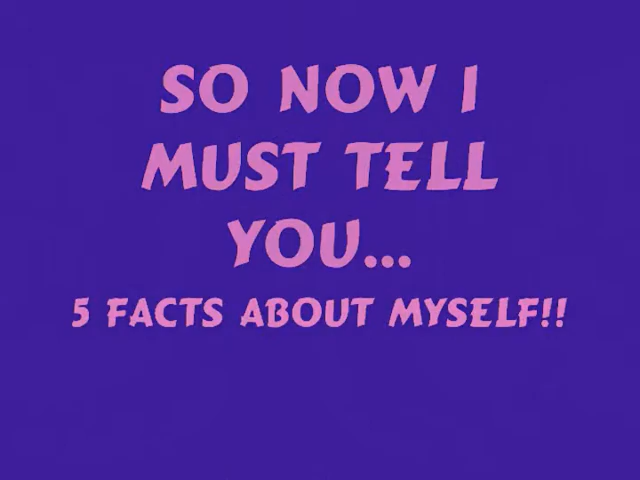 SO NOW I
MUST TELL
YOU...
5 FACTS ABOUT MYSELF!!